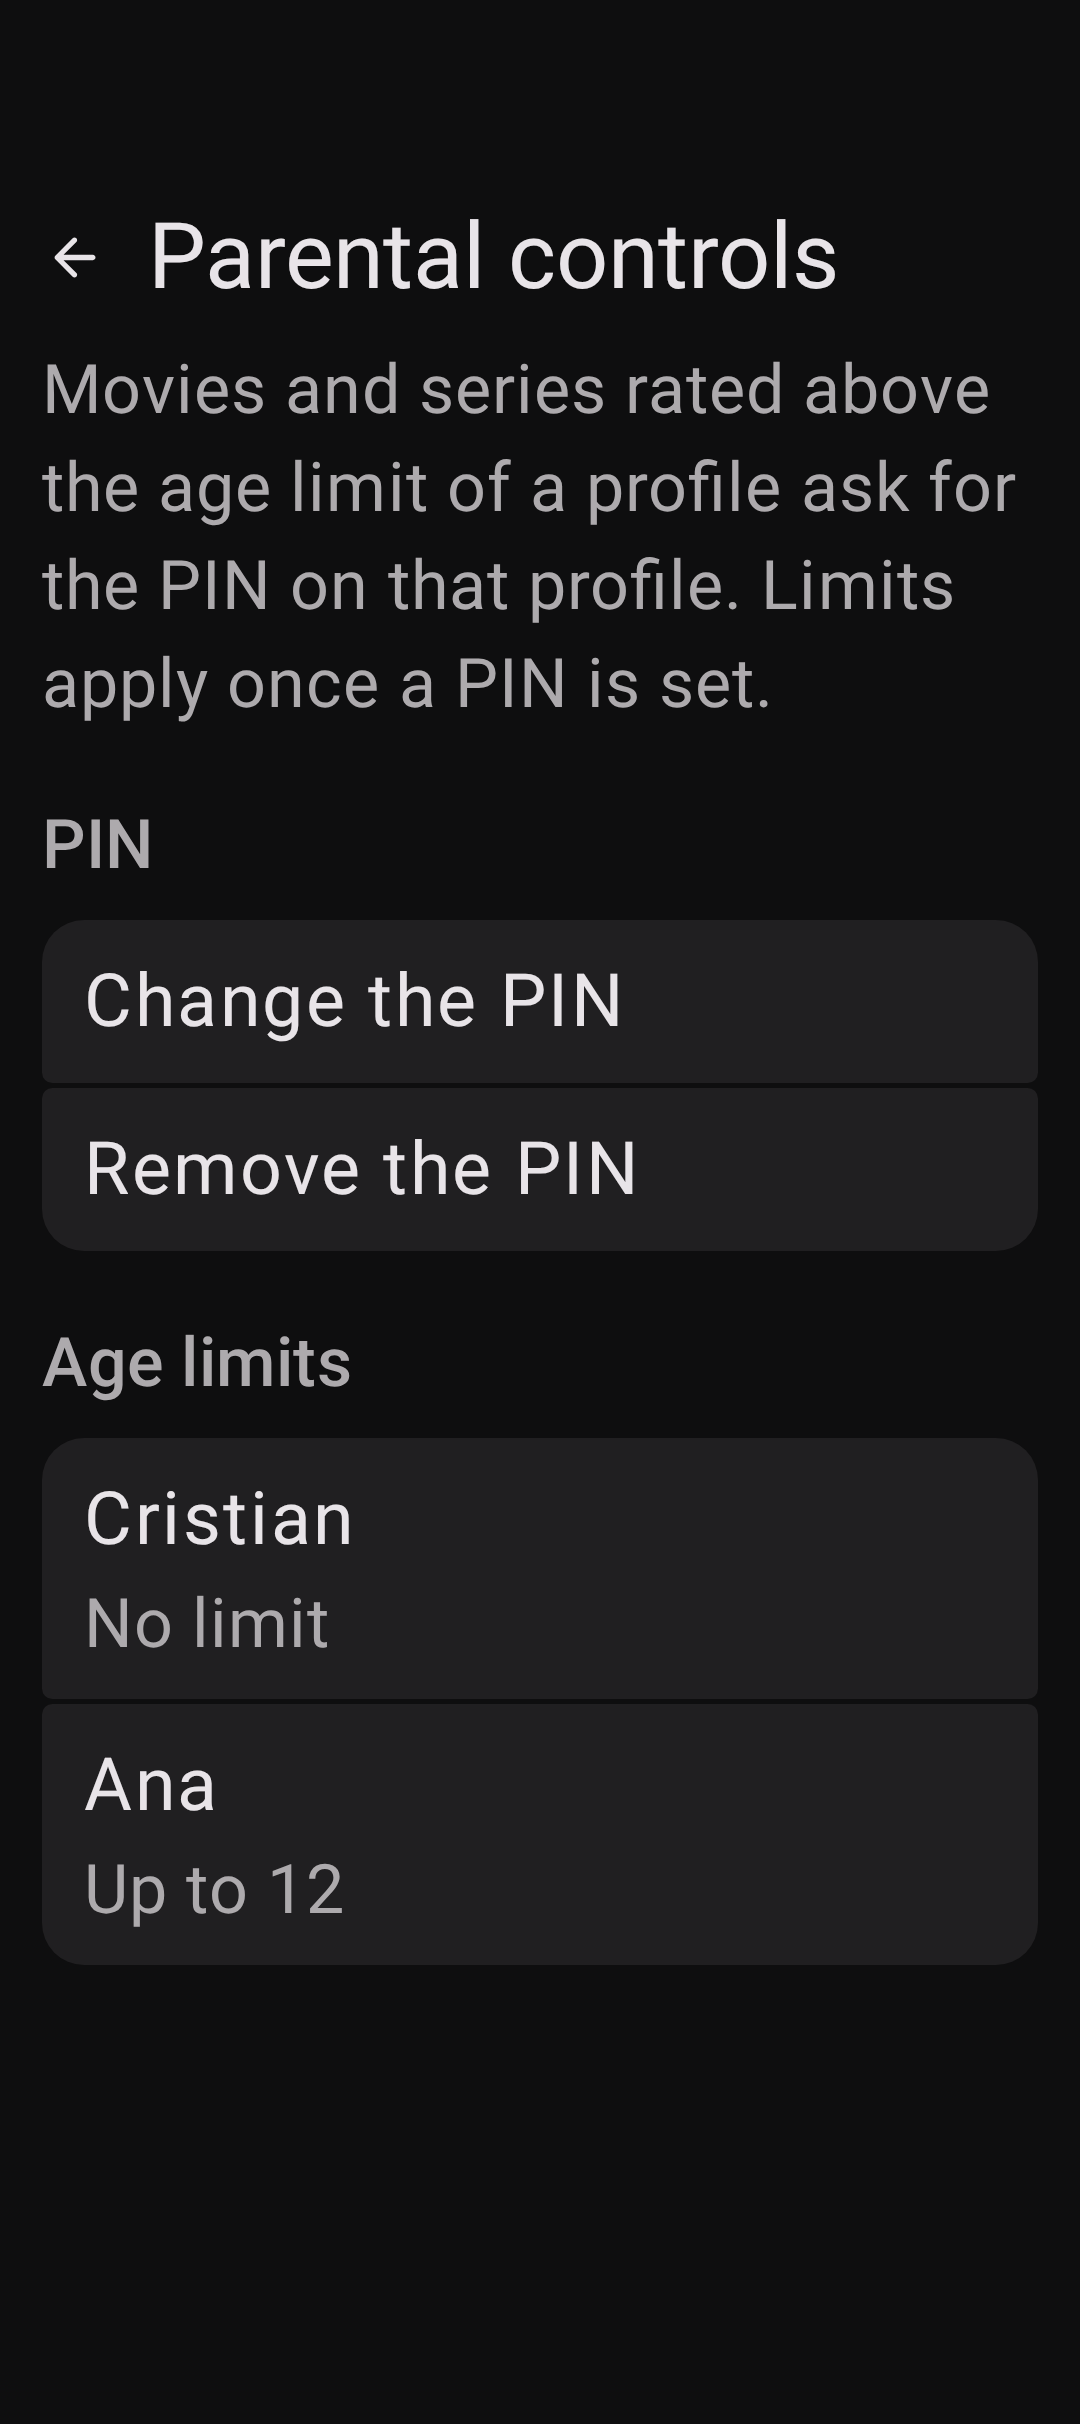 Parental controls
Movies and series rated above
the age limit of a profile ask for
the PIN on that profile. Limits
apply once a PIN is set.
PIN
Change the PIN
Remove the PIN
Age limits
Cristian
No limit
Ana
Up to 12